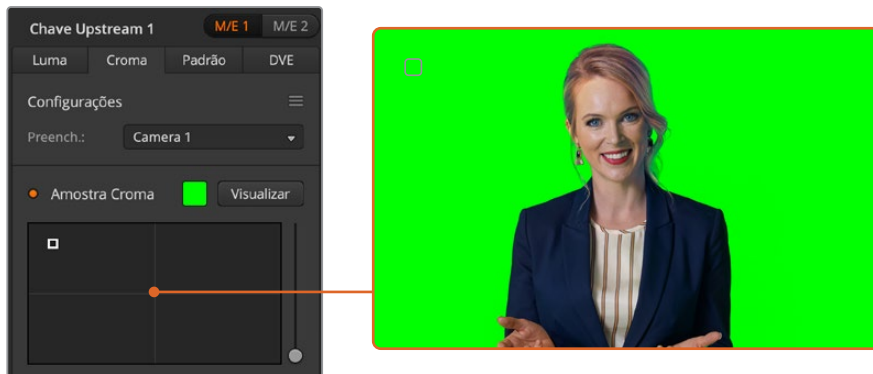 Chave Upstream 1 M/E 1 M/E 2
Luma Croma Padrão DVE
Configurações
Preench.: Camera 1
Amostra Croma Visualizar